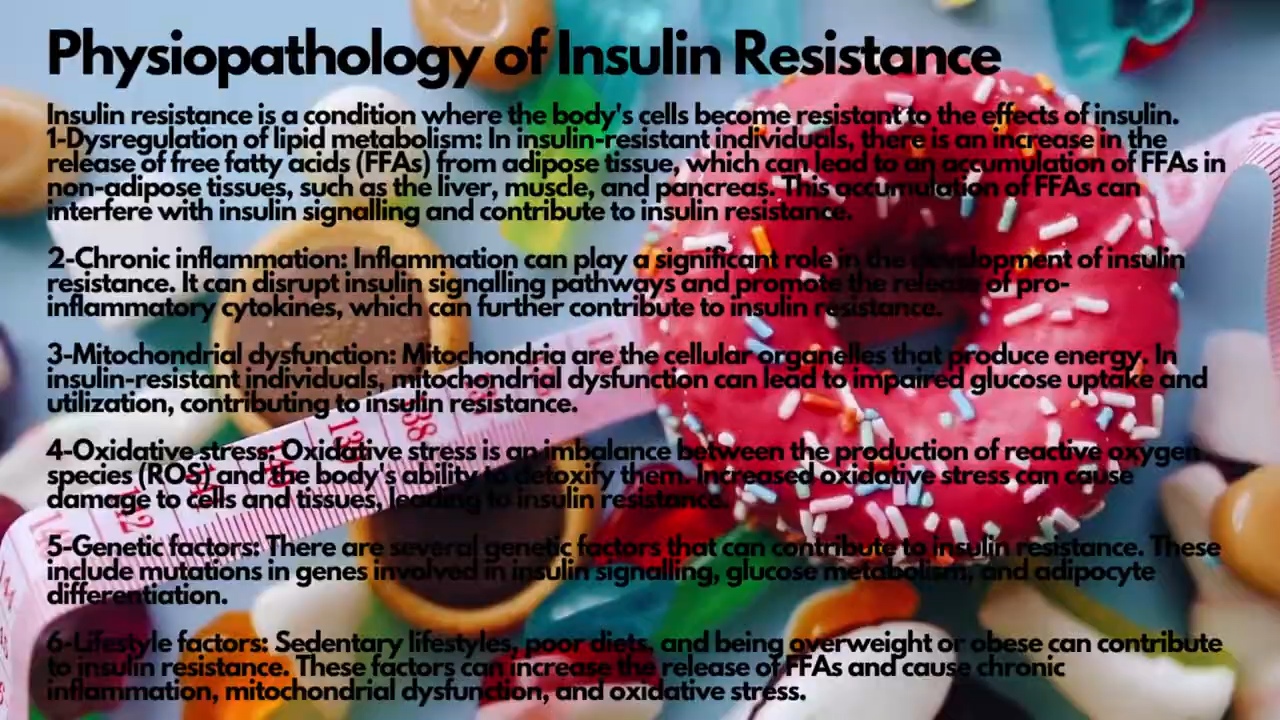 Physiopathology of Insulin Resistance
Insulin resistance is a condition where the body's cells become resistant to the effects of insulin.
1-Dysregulation of lipid metabolism: In insulin-resistant individuals, there is an increase in the
release of free fatty acids (FFAs) from adipose tissue, which can lead to an accumulation of FFAs in
non-adipose tissues, such as the liver, muscle, and pancreas. This accumulation of FFAs can
interfere with insulin signalling and contribute to insulin resistance.
2-Chronic inflammation: Inflammation can play a significant role in the development of insulin
resistance. It can disrupt insulin signalling pathways and promote the release of pro-
inflammatory cytokines, which can further contribute to insulin resistance.
3-Mitochondrial dysfunction: Mitochondria are the cellular organelles that produce energy. In
insulin-resistant individuals, mitochondrial dysfunction can lead to impaired glucose uptake and
utilization, contributing to insulin resistance.
4-Oxidative stress: Oxidative stress is an imbalance between the production of reactive oxygen
species (ROS) and the body's ability to detoxify them. Increased oxidative stress can cause
damage to cells and tissues, leading to insulin resistance.
5-Genetic factors: There are several genetic factors that can contribute to insulin resistance. These
include mutations in genes involved in insulin signalling, glucose metabolism, and adipocyte
differentiation.
6-Lifestyle factors: Sedentary lifestyles, poor diets, and being overweight or obese can contribute
to insulin resistance. These factors can increase the release of FFAs and cause chronic
inflammation, mitochondrial dysfunction, and oxidative stress.